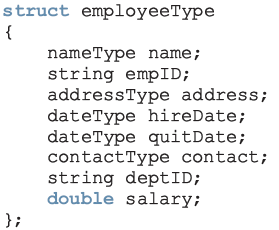 struct employeeType
{
    nameType name;
    string empID;
    addressType address;
    dateType hireDate;
    dateType quitDate;
    contactType contact;
    string deptID;
    double salary;
};